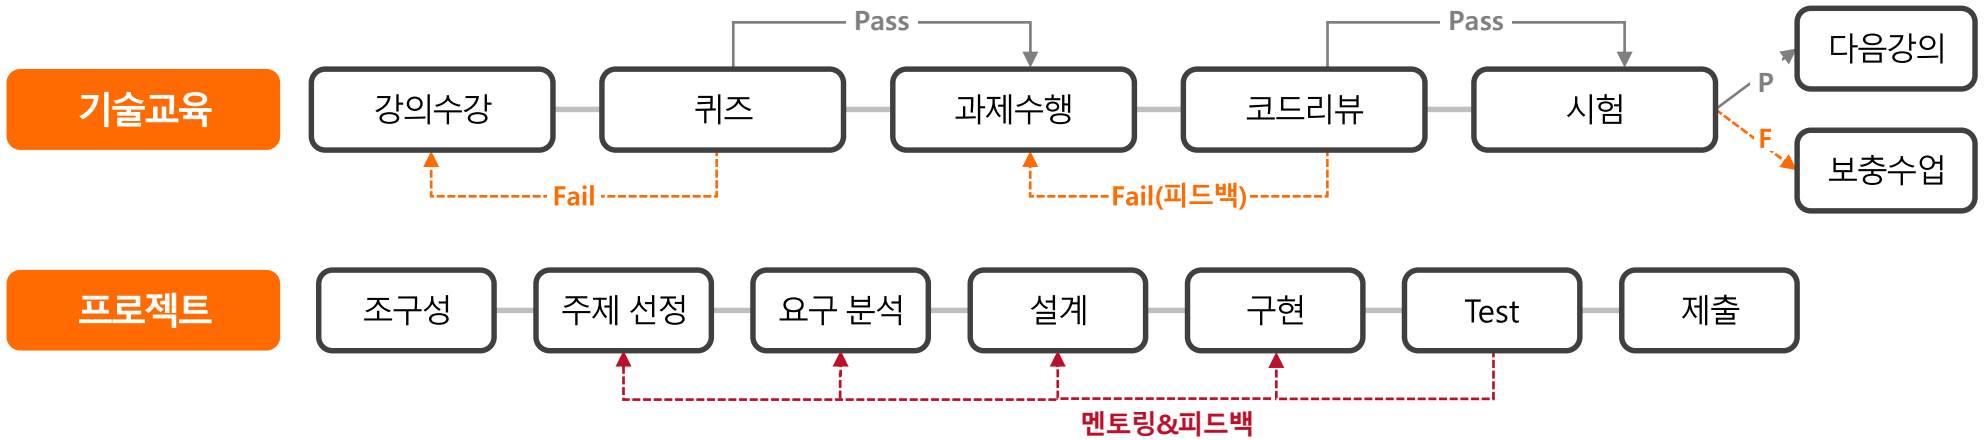 Pass
Pass
기술교육
강의수강
퀴즈
과제수행
코드리뷰
시험
P
다음강의
F
보충수업
Fail
Fail(피드백)
프로젝트
조구성
주제 선정
요구 분석
설계
구현
Test
제출
멘토링&피드백